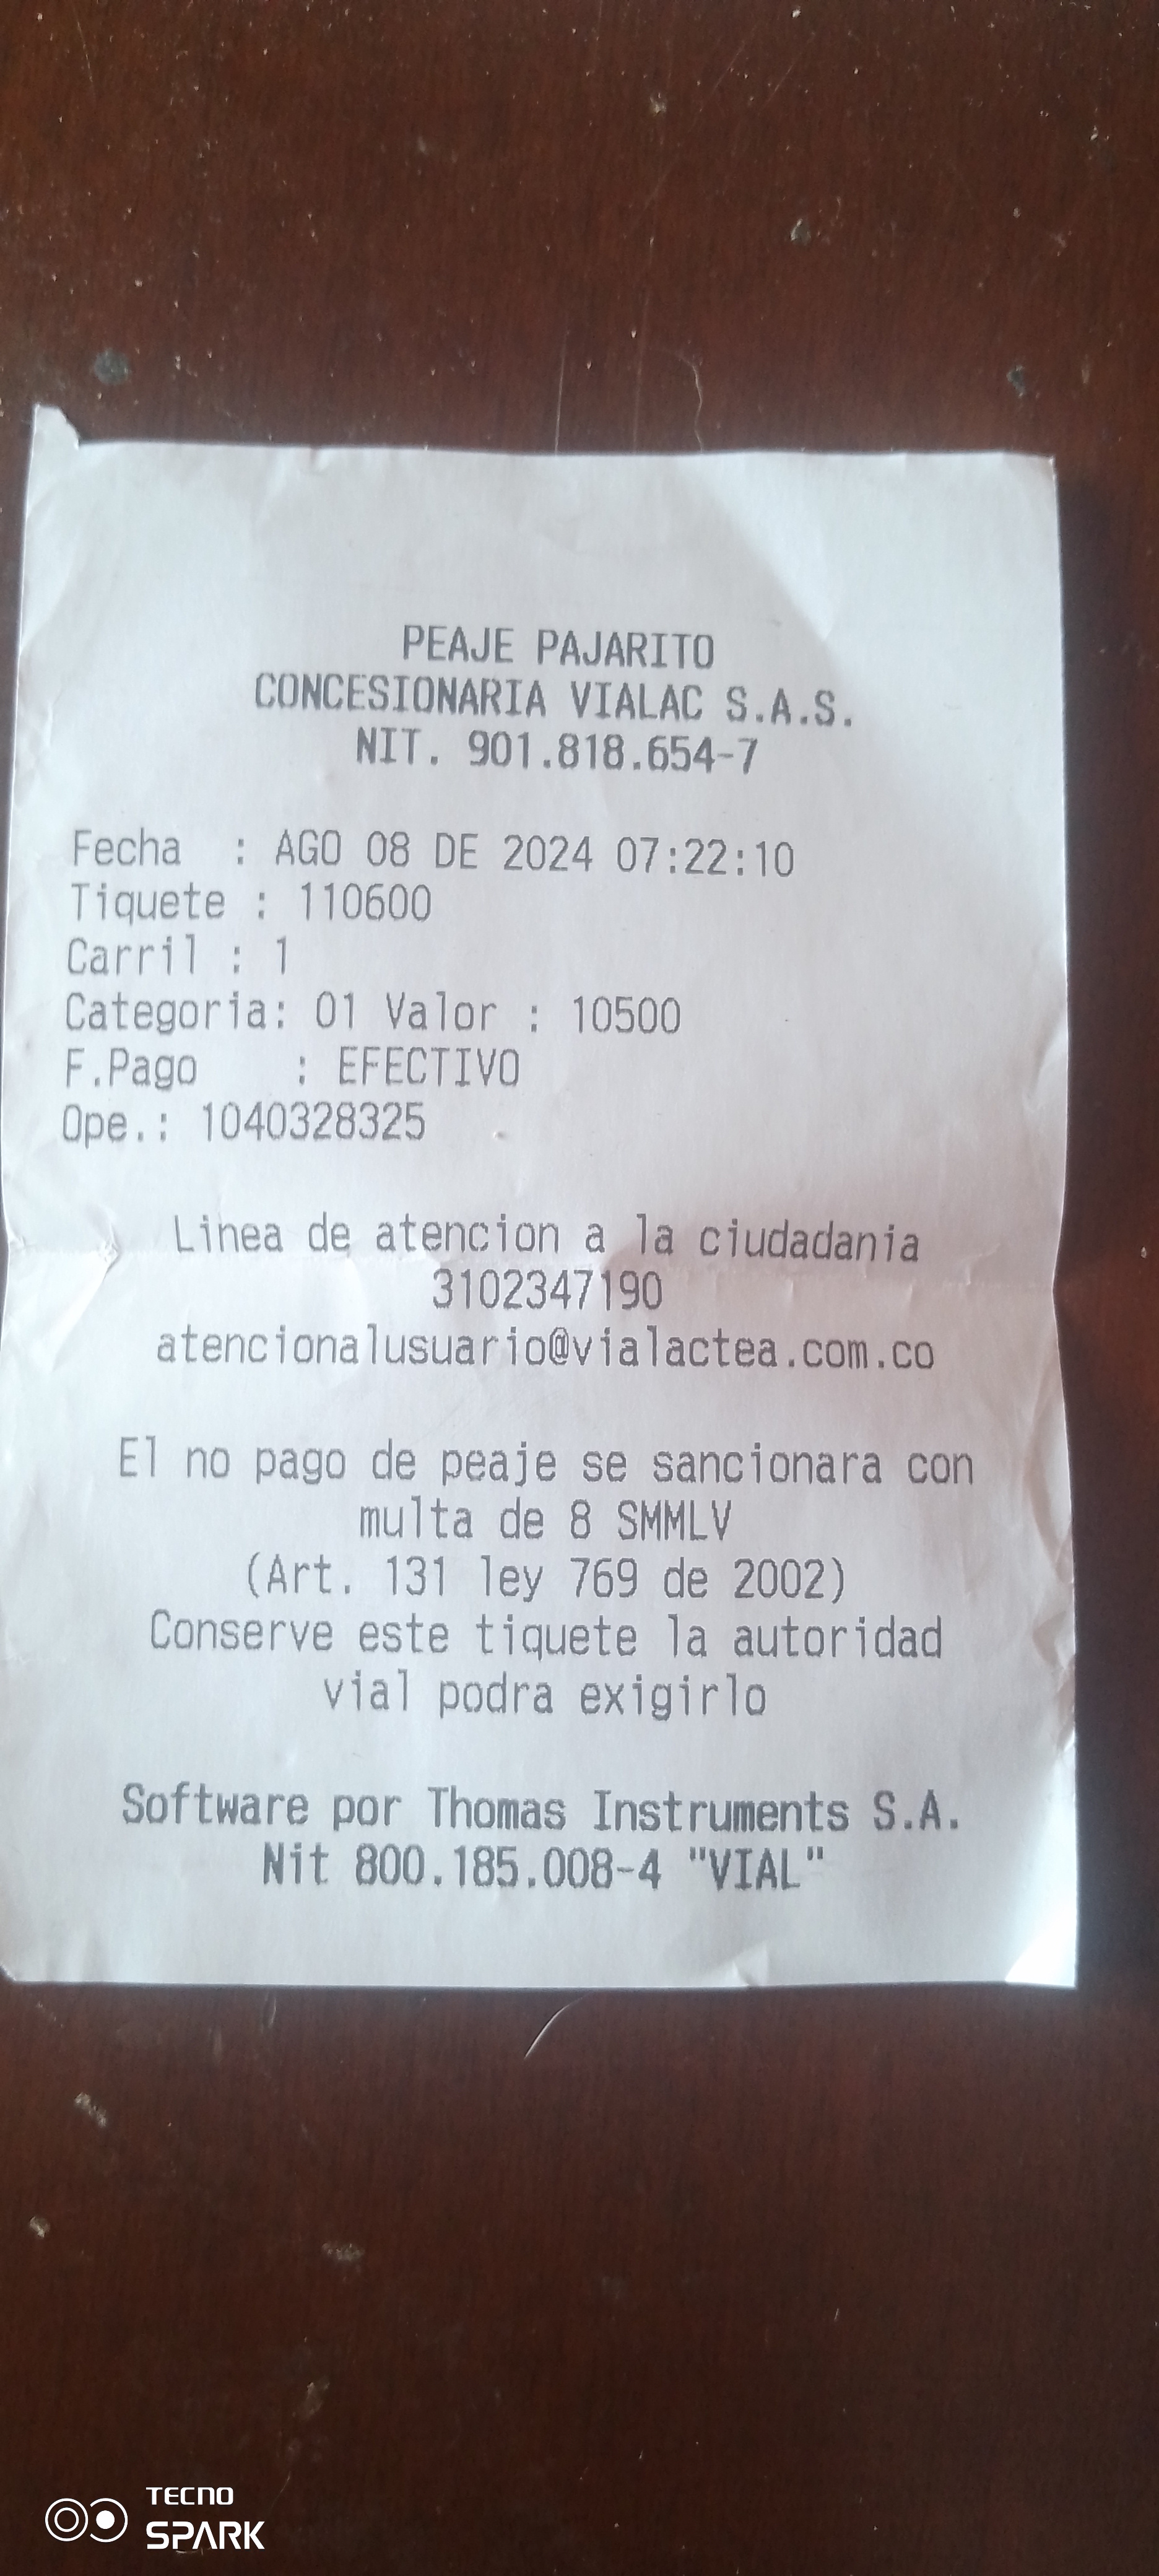 PEAJE PAJARITO
CONCESIONARIA VIALAC S.A.S.
NIT. 901.818.654-7
Fecha : AGO 08 DE 2024 07:22:10
Tiquete : 110600
Carril : 1
Categoria: 01 Valor : 10500
F.Pago : EFECTIVO
Ope.: 1040328325
Linea de atencion a la ciudadania
3102347190
atencionalusuario@vialactea.com.co
El no pago de peaje se sancionara con
multa de 8 SMMLV
(Art. 131 ley 769 de 2002)
Conserve este tiquete la autoridad
vial podra exigirlo
Software por Thomas Instruments S.A.
Nit 800.185.008-4 "VIAL"
TECNO
SPARK